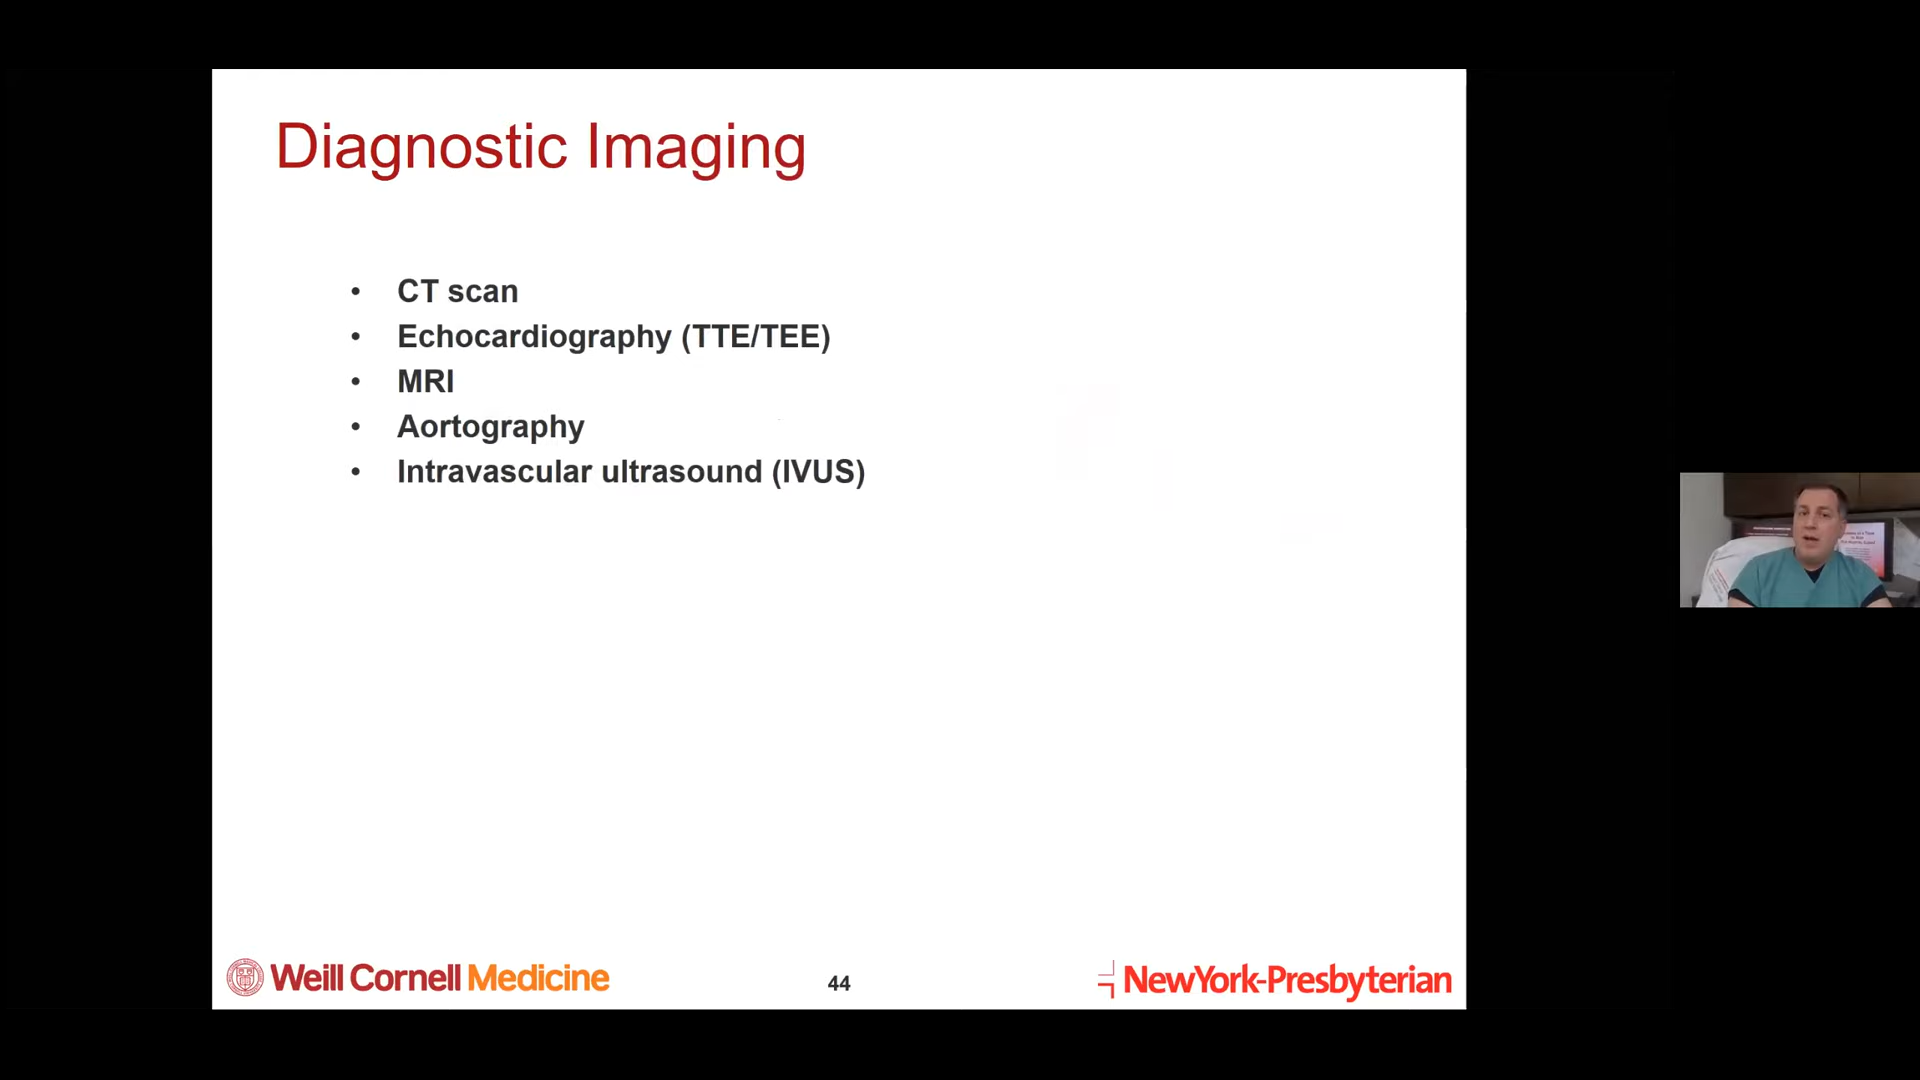 Diagnostic Imaging
• CT scan
• Echocardiography (TTE/TEE)
• MRI
• Aortography
• Intravascular ultrasound (IVUS)
Weill Cornell Medicine
44
NewYork-Presbyterian